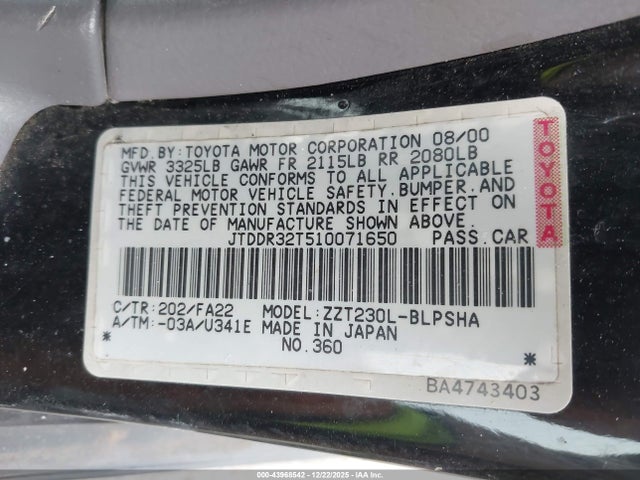 MFD.BY:TOYOTA MOTOR CORPORATION 08/00
GVWR 3325LB GAWR FR 2115LB RR 2080LB
THIS VEHICLE CONFORMS TO ALL APPLICABLE
FEDERAL MOTOR VEHICLE SAFETY.BUMPER.AND
THEFT PREVENTION STANDARDS IN EFFECT ON
THE DATE OF MANUFACTURE SHOWN ABOVE.
JTDDR32T510071650 PASS.CAR
TOYOTA
C/TR:202/FA22 MODEL:ZZT230L-BLPSHA
A/TM:-03A/U341E MADE IN JAPAN
* NO.360 *
BA4743403
000-43968542 - 12/22/2025 - IAAI.COM